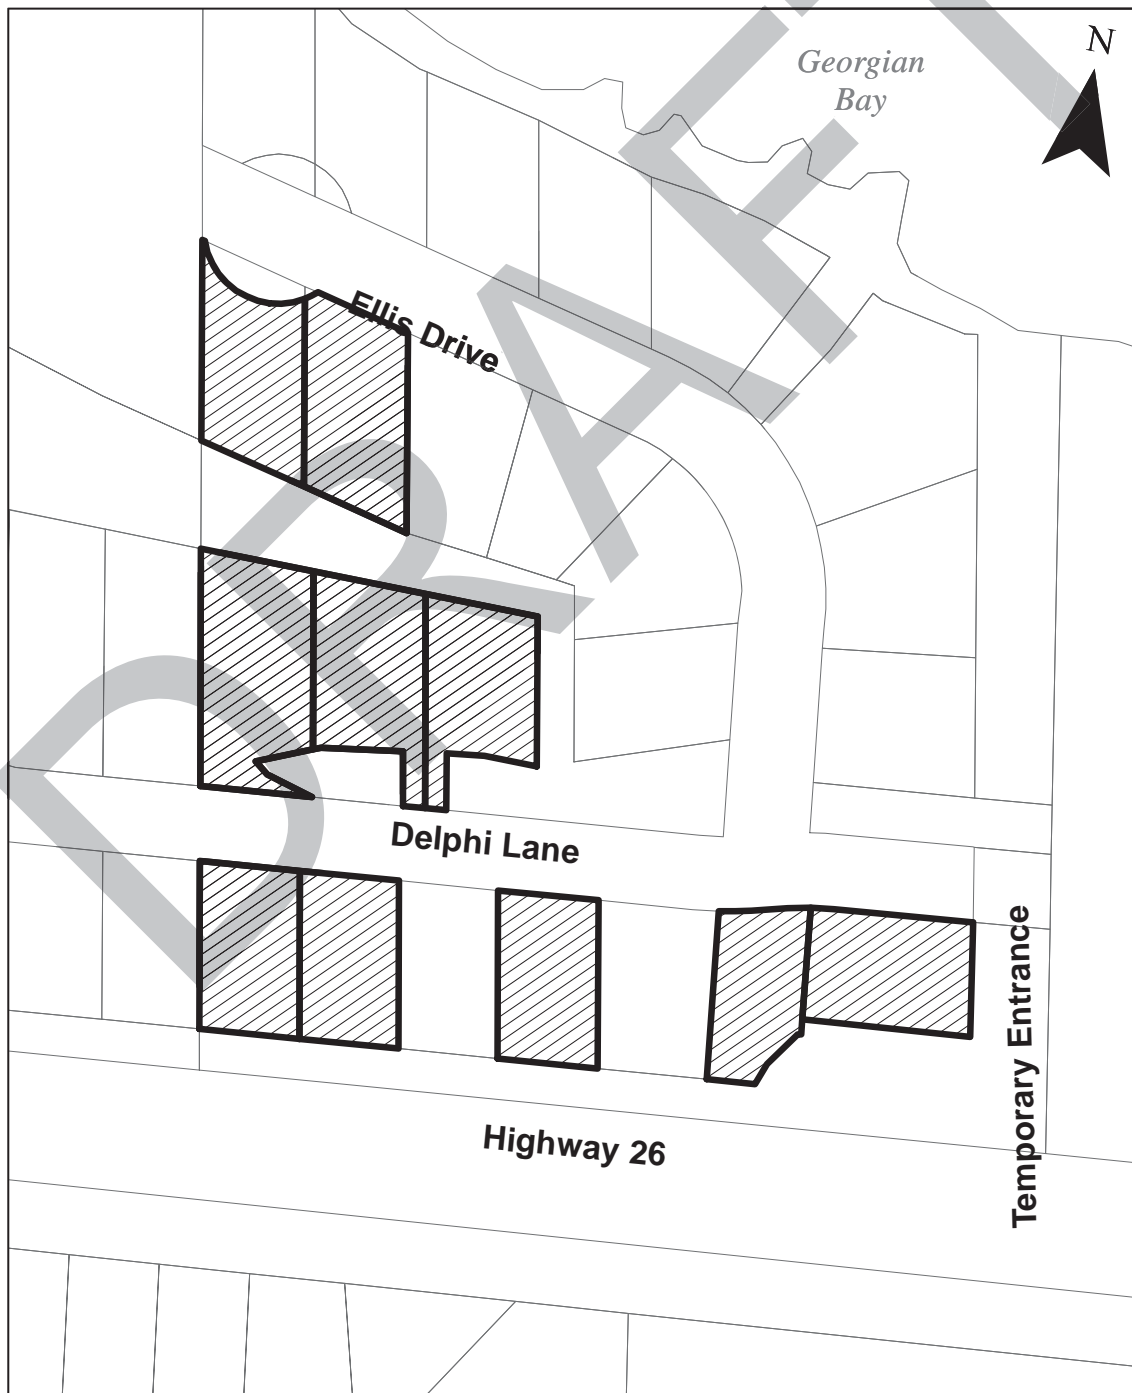 N
Georgian
Bay
Ellis Drive
DRAFT
Delphi Lane
Temporary Entrance
Highway 26